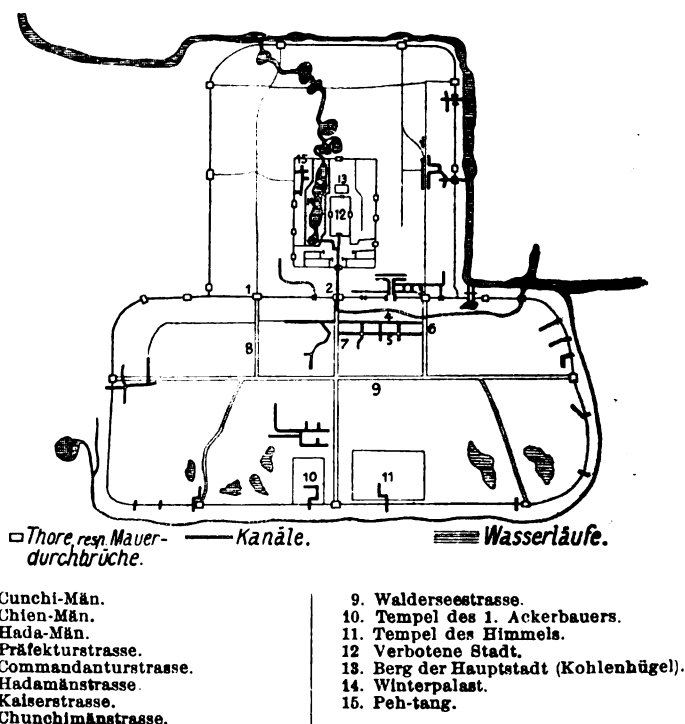 15
13
12
1
2
4
6
7
5
8
9
10
11
Thore, resp. Mauer-
durchbrüche.
Kanäle.
Wasserläufe.
Cunchi-Män.
Chien-Män.
Hada-Män.
Präfekturstrasse.
Commandanturstrasse.
Hadamänstrasse.
Kaiserstrasse.
Chunchimänstrasse.
9. Walderseestrasse.
10. Tempel des 1. Ackerbauers.
11. Tempel des Himmels.
12 Verbotene Stadt.
13. Berg der Hauptstadt (Kohlenhügel).
14. Winterpalast.
15. Peh-tang.